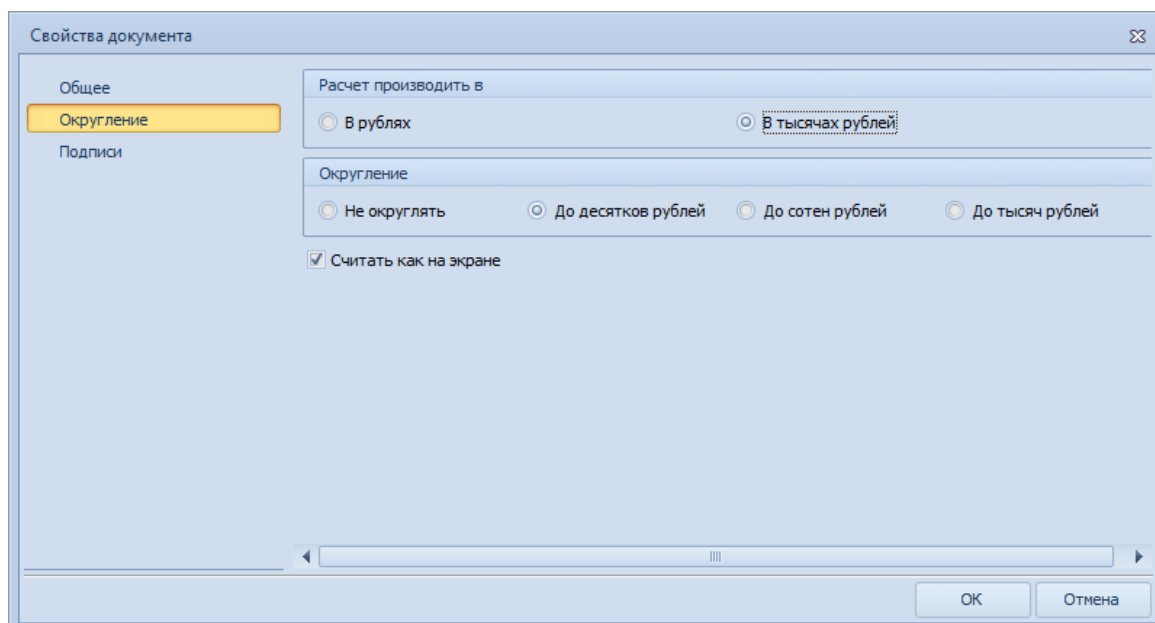 Свойства документа
Общее
Округление
Подписи
Расчет производить в
В рублях
В тысячах рублей
Округление
Не округлять
До десятков рублей
До сотен рублей
До тысяч рублей
Считать как на экране
ОК
Отмена